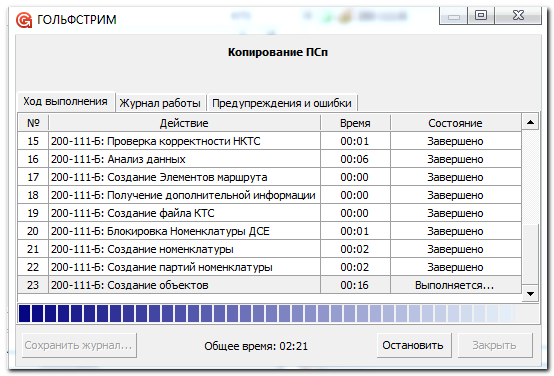 ГОЛЬФСТРИМ
Копирование ПСп
Ход выполнения Журнал работы Предупреждения и ошибки
№ Действие Время Состояние
15 200-111-Б: Проверка корректности НКТС 00:01 Завершено
16 200-111-Б: Анализ данных 00:06 Завершено
17 200-111-Б: Создание Элементов маршрута 00:00 Завершено
18 200-111-Б: Получение дополнительной информации 00:00 Завершено
19 200-111-Б: Создание файла КТС 00:00 Завершено
20 200-111-Б: Блокировка Номенклатуры ДСЕ 00:01 Завершено
21 200-111-Б: Создание номенклатуры 00:02 Завершено
22 200-111-Б: Создание партий номенклатуры 00:02 Завершено
23 200-111-Б: Создание объектов 00:16 Выполняется...
Сохранить журнал... Общее время: 02:21 Остановить Закрыть